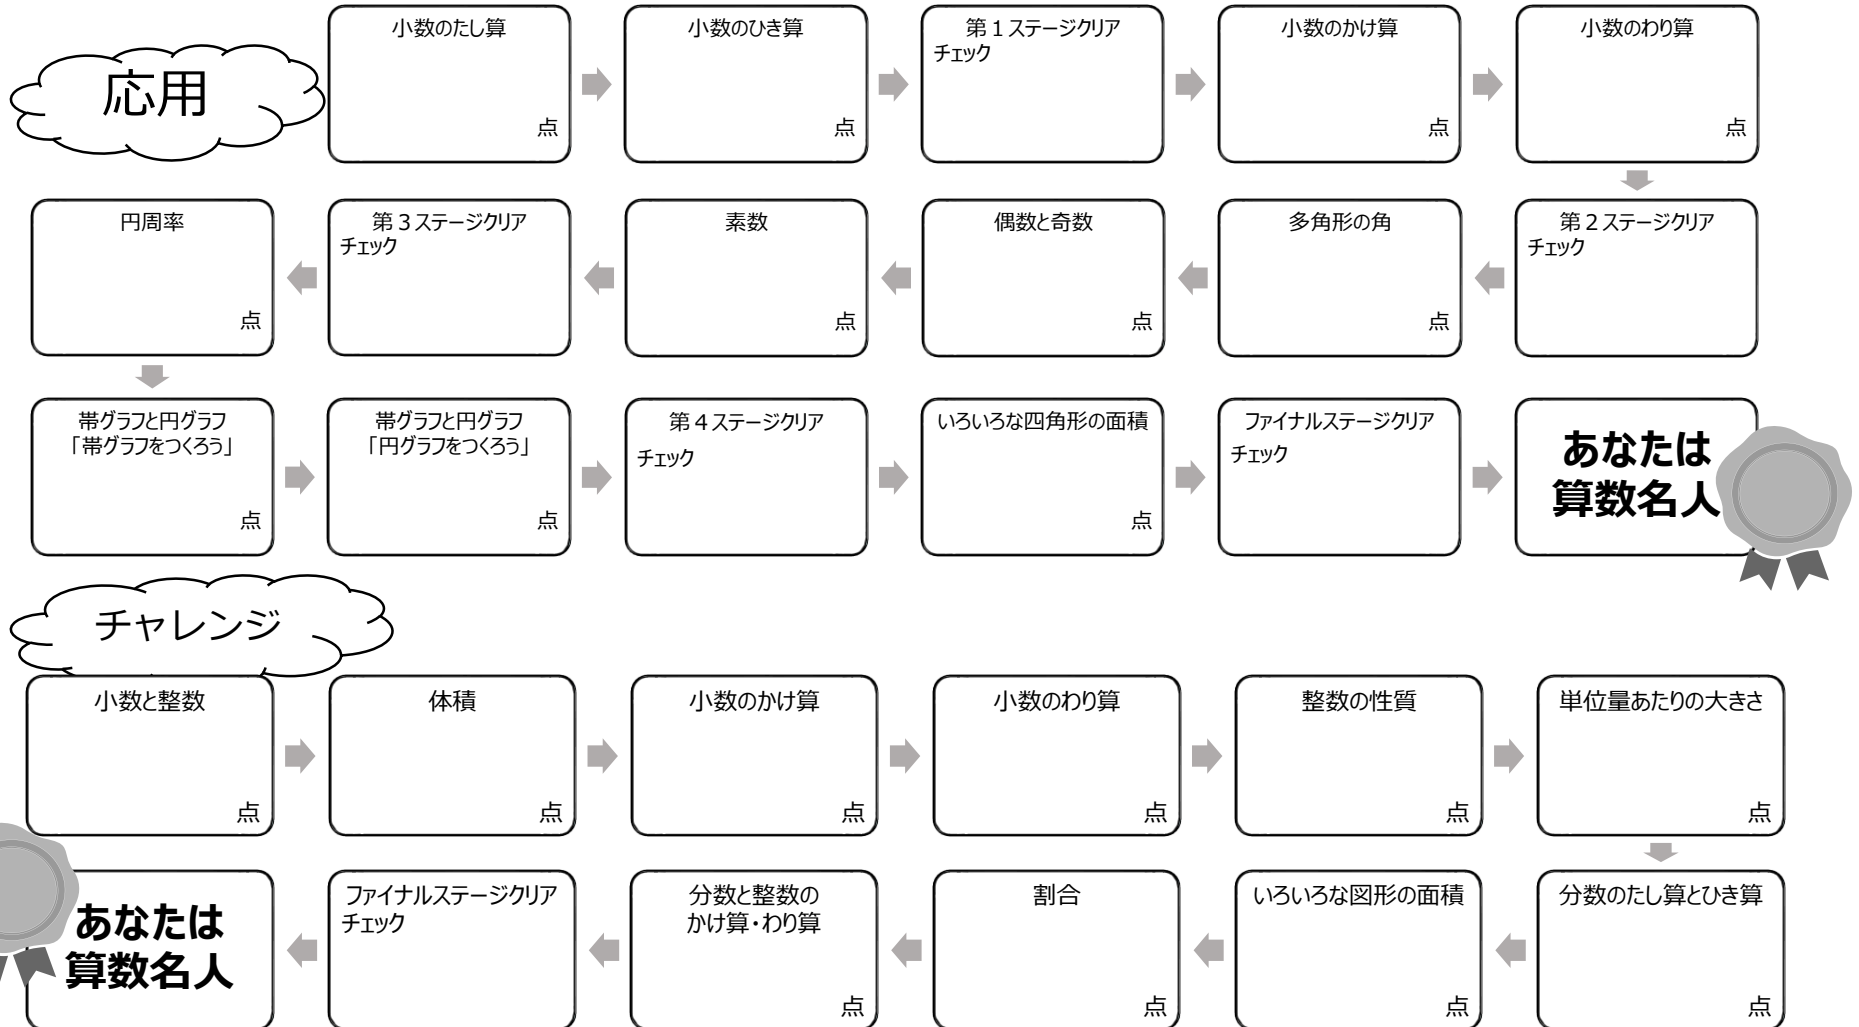 応用
小数のたし算
点
小数のひき算
点
第１ステージクリア
チェック
小数のかけ算
点
小数のわり算
点
第２ステージクリア
チェック
多角形の角
点
偶数と奇数
点
素数
点
第３ステージクリア
チェック
円周率
点
帯グラフと円グラフ
「帯グラフをつくろう」
点
帯グラフと円グラフ
「円グラフをつくろう」
点
第４ステージクリア
チェック
いろいろな四角形の面積
点
ファイナルステージクリア
チェック
あなたは
算数名人
チャレンジ
小数と整数
点
体積
点
小数のかけ算
点
小数のわり算
点
整数の性質
点
単位量あたりの大きさ
点
分数のたし算とひき算
点
いろいろな図形の面積
点
割合
点
分数と整数の
かけ算・わり算
点
ファイナルステージクリア
チェック
あなたは
算数名人